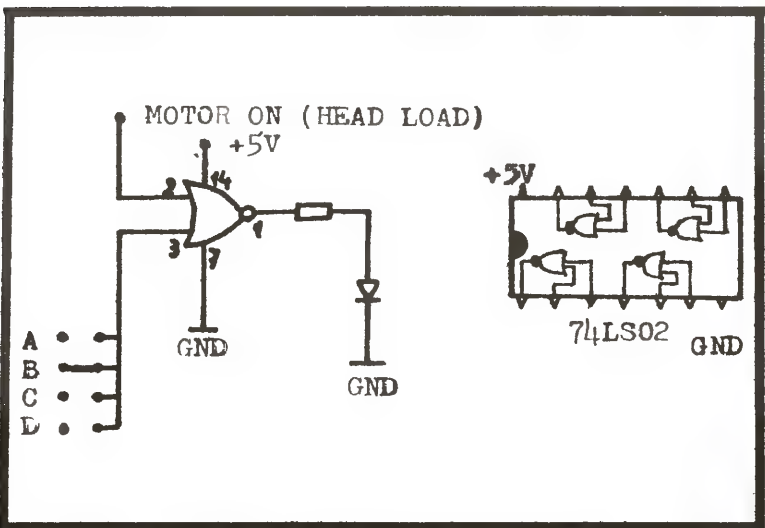 MOTOR ON (HEAD LOAD)
+5V
2
14
1
3
7
GND
GND
A
B
C
D
+5V
74LS02
GND